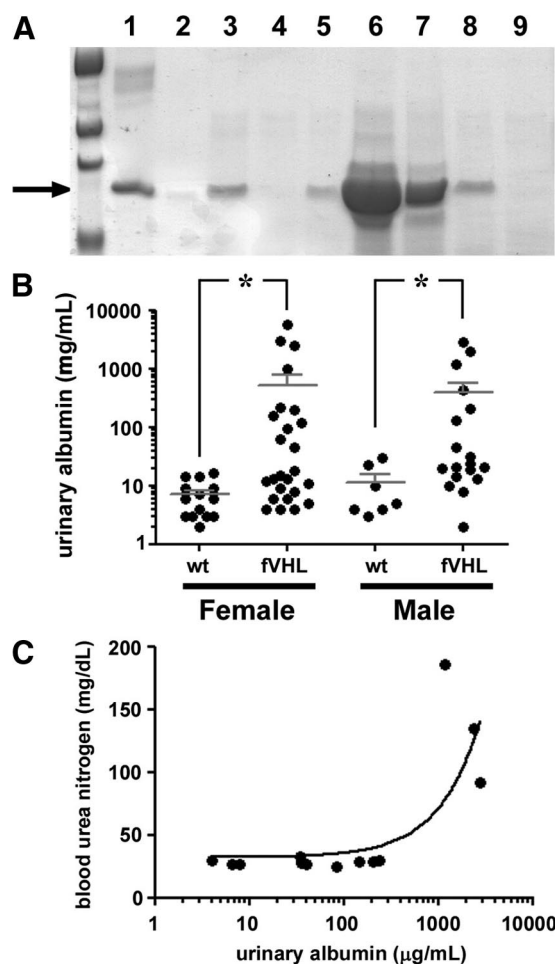 A 1 2 3 4 5 6 7 8 9
B
*
*
urinary albumin (mg/mL)
10000
1000
100
10
1
wt fVHL wt fVHL
Female Male
C
blood urea nitrogen (mg/dL)
200
150
100
50
0
1 10 100 1000 10000
urinary albumin (μg/mL)